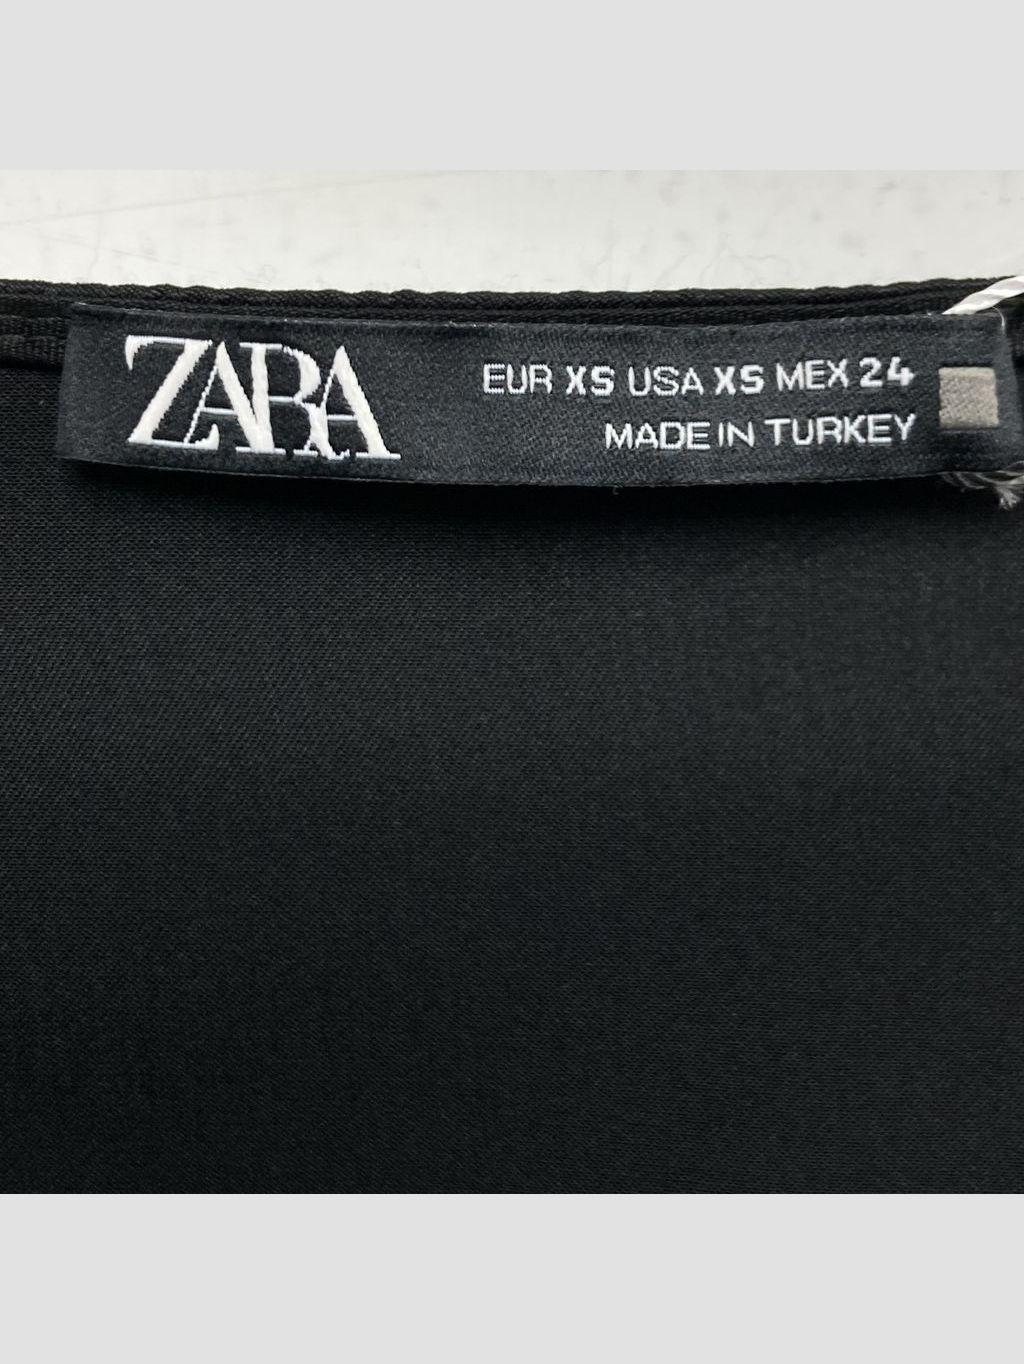 ZARA
EUR XS USA XS MEX 24
MADE IN TURKEY